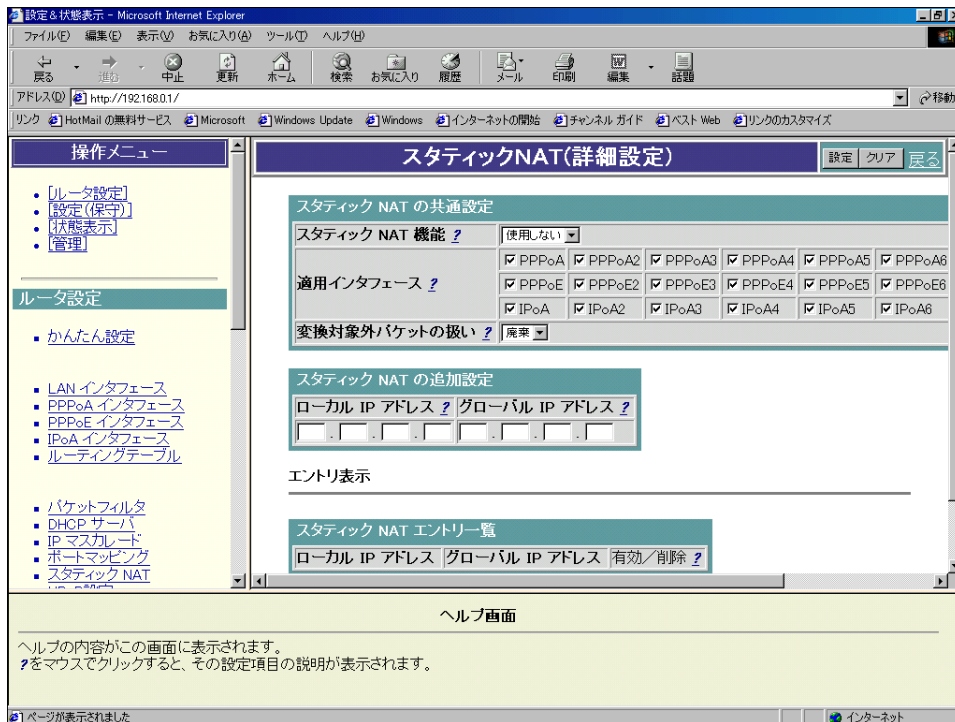 設定＆状態表示 - Microsoft Internet Explorer
ファイル(F) 編集(E) 表示(V) お気に入り(A) ツール(T) ヘルプ(H)
戻る 進む 中止 更新 ホーム 検索 お気に入り 履歴 メール 印刷 編集 話題
アドレス(D) http://192.168.0.1/ 移動
リンク HotMail の無料サービス Microsoft Windows Update Windows インターネットの開始 チャンネル ガイド ベスト Web リンクのカスタマイズ
操作メニュー
[ルータ設定]
[設定(保守)]
[状態表示]
[管理]
ルータ設定
かんたん設定
LAN インタフェース
PPPoA インタフェース
PPPoE インタフェース
IPoA インタフェース
ルーティングテーブル
パケットフィルタ
DHCP サーバ
IP マスカレード
ポートマッピング
スタティック NAT
スタティックNAT(詳細設定) 設定 クリア 戻る
スタティック NAT の共通設定
スタティック NAT 機能 ? 使用しない
適用インタフェース ?
PPPoA PPPoA2 PPPoA3 PPPoA4 PPPoA5 PPPoA6
PPPoE PPPoE2 PPPoE3 PPPoE4 PPPoE5 PPPoE6
IPoA IPoA2 IPoA3 IPoA4 IPoA5 IPoA6
変換対象外パケットの扱い ? 廃棄
スタティック NAT の追加設定
ローカル IP アドレス ? グローバル IP アドレス ?
. . . . . .
エントリ表示
スタティック NAT エントリ一覧
ローカル IP アドレス グローバル IP アドレス 有効／削除 ?
ヘルプ画面
ヘルプの内容がこの画面に表示されます。
?をマウスでクリックすると、その設定項目の説明が表示されます。
ページが表示されました インターネット